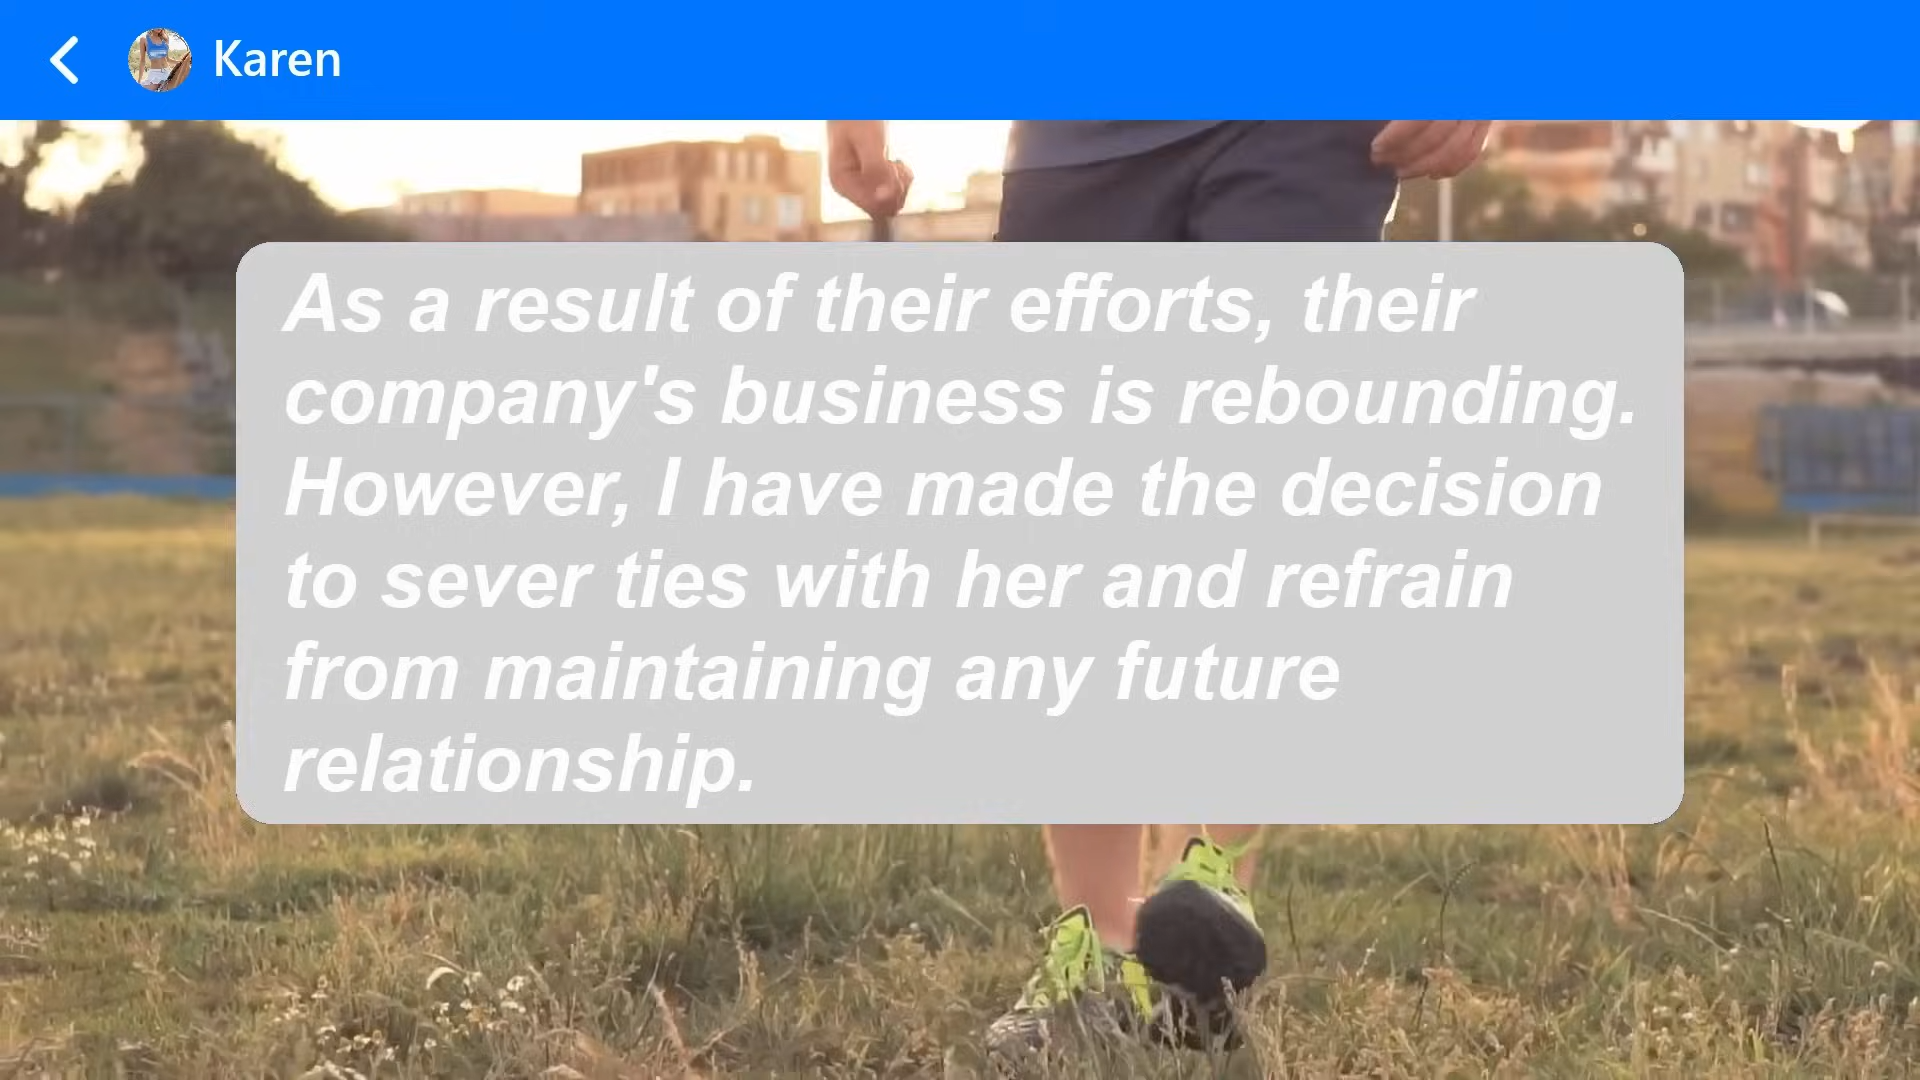 Karen
As a result of their efforts, their
company's business is rebounding.
However, I have made the decision
to sever ties with her and refrain
from maintaining any future
relationship.